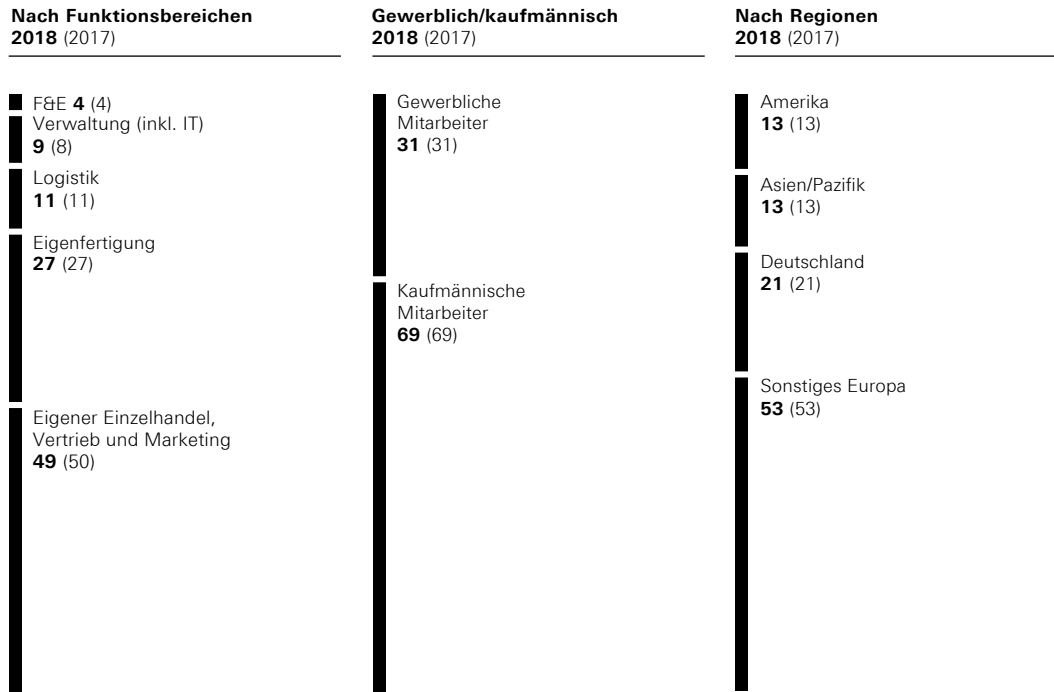 Nach Funktionsbereichen
2018 (2017)
F&E 4 (4)
Verwaltung (inkl. IT)
9 (8)
Logistik
11 (11)
Eigenfertigung
27 (27)
Eigener Einzelhandel,
Vertrieb und Marketing
49 (50)
Gewerblich/kaufmännisch
2018 (2017)
Gewerbliche
Mitarbeiter
31 (31)
Kaufmännische
Mitarbeiter
69 (69)
Nach Regionen
2018 (2017)
Amerika
13 (13)
Asien/Pazifik
13 (13)
Deutschland
21 (21)
Sonstiges Europa
53 (53)